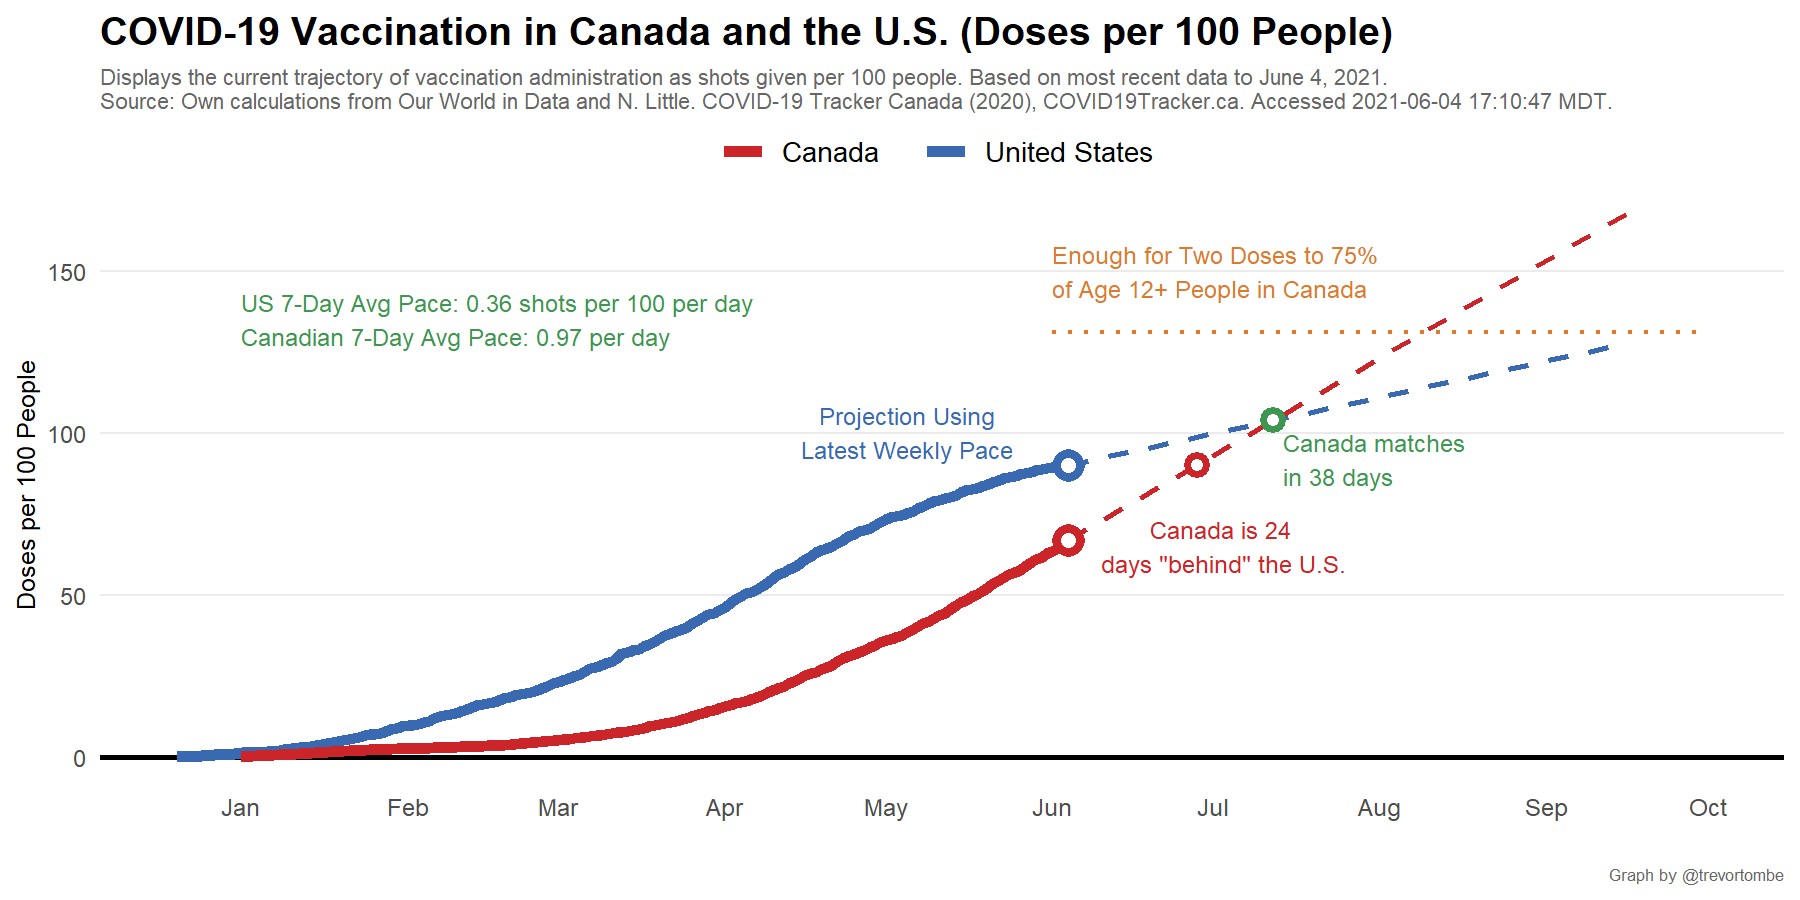 COVID-19 Vaccination in Canada and the U.S. (Doses per 100 People)
Displays the current trajectory of vaccination administration as shots given per 100 people. Based on most recent data to June 4, 2021.
Source: Own calculations from Our World in Data and N. Little. COVID-19 Tracker Canada (2020), COVID19Tracker.ca. Accessed 2021-06-04 17:10:47 MDT.
Canada
United States
Enough for Two Doses to 75%
of Age 12+ People in Canada
US 7-Day Avg Pace: 0.36 shots per 100 per day
Canadian 7-Day Avg Pace: 0.97 per day
Projection Using
Latest Weekly Pace
Canada matches
in 38 days
Canada is 24
days "behind" the U.S.
Doses per 100 People
150
100
50
0
Jan
Feb
Mar
Apr
May
Jun
Jul
Aug
Sep
Oct
Graph by @trevortombe